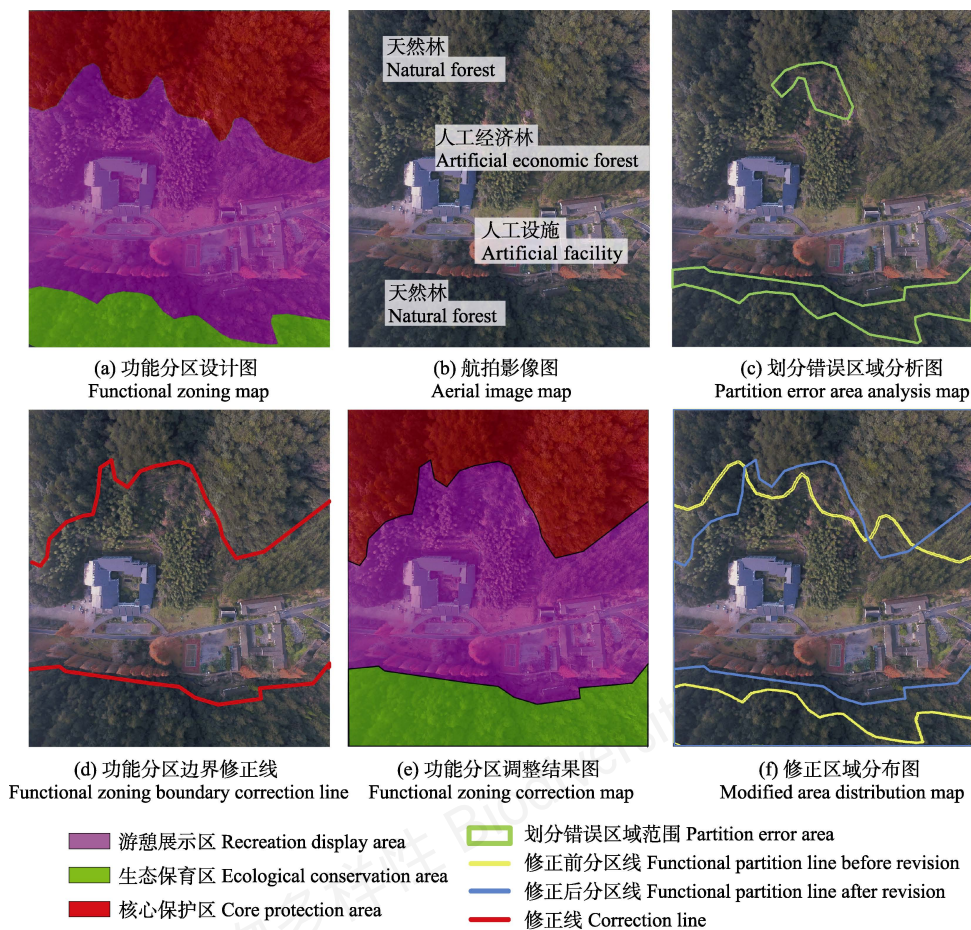 天然林
Natural forest
人工经济林
Artificial economic forest
人工设施
Artificial facility
天然林
Natural forest
(a) 功能分区设计图
Functional zoning map
(b) 航拍影像图
Aerial image map
(c) 划分错误区域分析图
Partition error area analysis map
(d) 功能分区边界修正线
Functional zoning boundary correction line
(e) 功能分区调整结果图
Functional zoning correction map
(f) 修正区域分布图
Modified area distribution map
游憩展示区 Recreation display area
生态保育区 Ecological conservation area
核心保护区 Core protection area
划分错误区域范围 Partition error area
修正前分区线 Functional partition line before revision
修正后分区线 Functional partition line after revision
修正线 Correction line